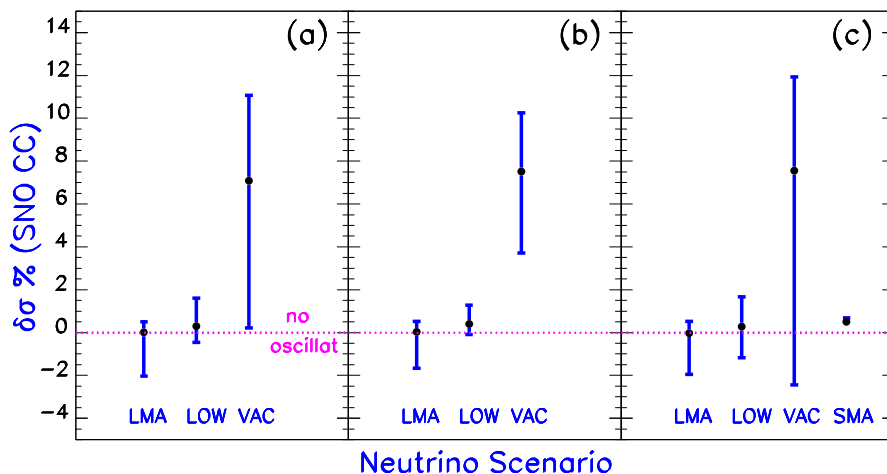 (a) (b) (c)
14
12
10
8
6
4
2
0
−2
−4
δσ % (SNO CC)
no
oscillat
LMA LOW VAC LMA LOW VAC LMA LOW VAC SMA
Neutrino Scenario